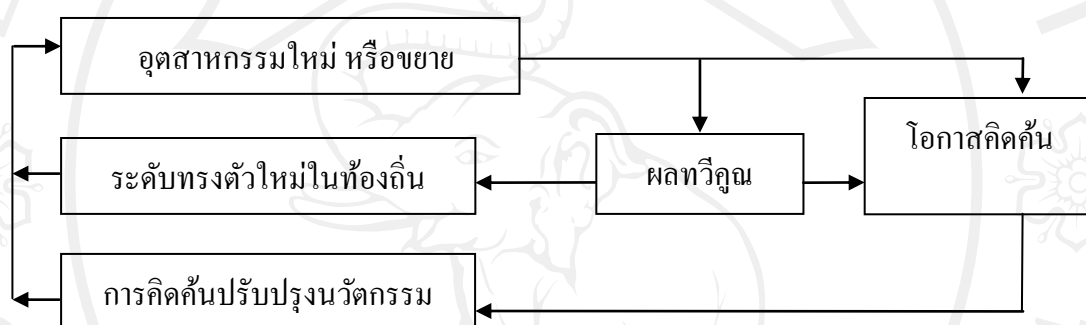 อุตสาหกรรมใหม่ หรือขยาย
โอกาสคิดค้น
ระดับทรงตัวใหม่ในท้องถิ่น
ผลทวีคูณ
การคิดค้นปรับปรุงนวัตกรรม